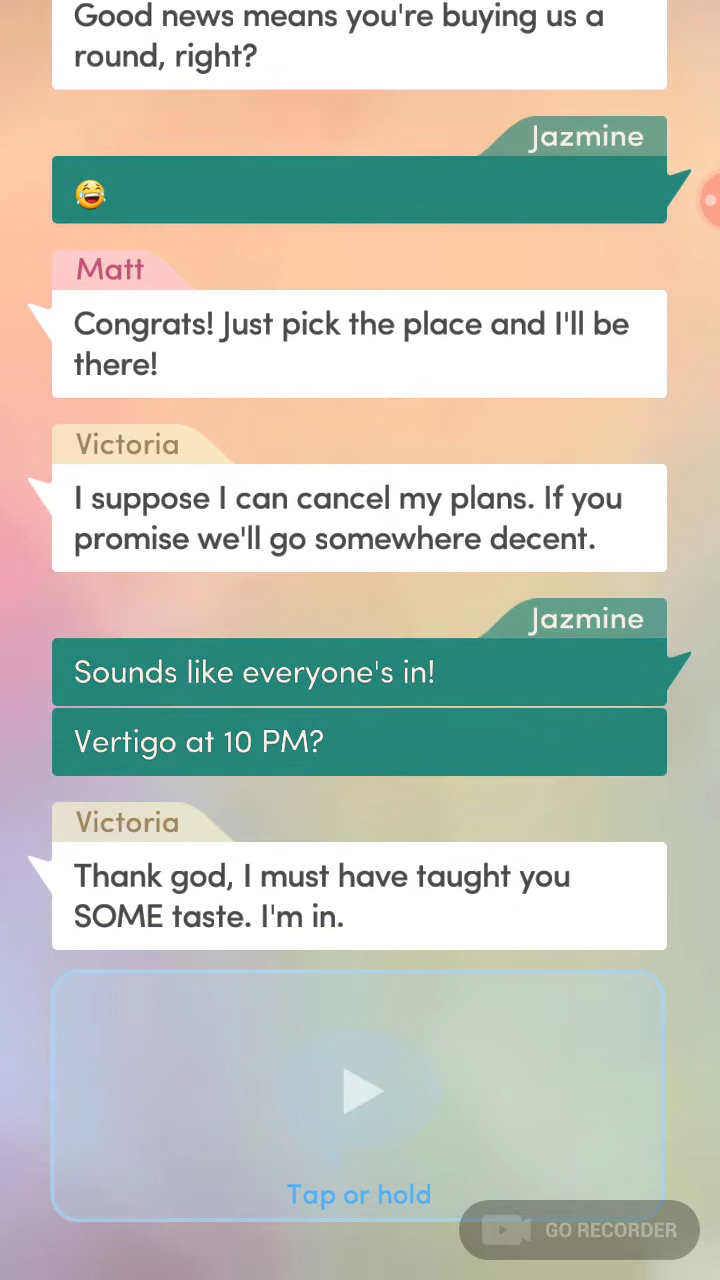 Good news means you're buying us a
round, right?
Jazmine
😂
Matt
Congrats! Just pick the place and I'll be
there!
Victoria
I suppose I can cancel my plans. If you
promise we'll go somewhere decent.
Jazmine
Sounds like everyone's in!
Vertigo at 10 PM?
Victoria
Thank god, I must have taught you
SOME taste. I'm in.
Tap or hold
GO RECORDER